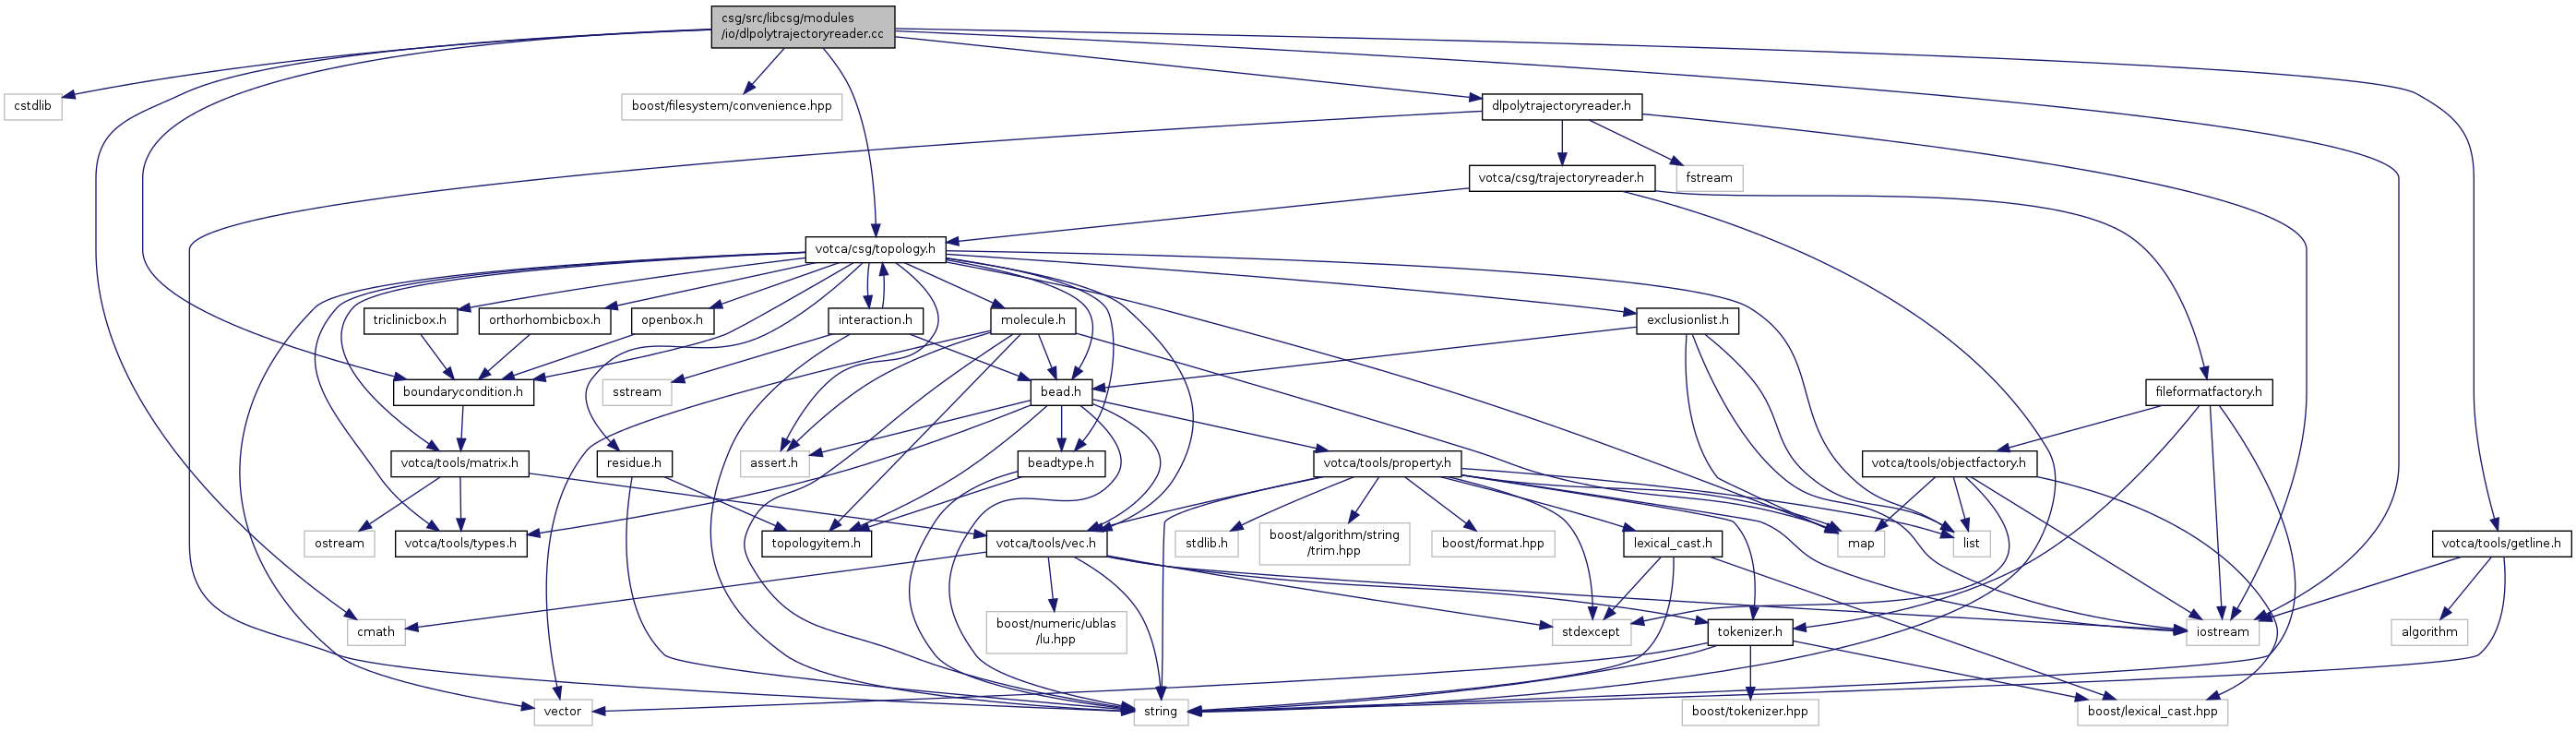 csg/src/libcsg/modules
/io/dlpolytrajectoryreader.cc
cstdlib
boost/filesystem/convenience.hpp
dlpolytrajectoryreader.h
votca/csg/trajectoryreader.h
fstream
votca/csg/topology.h
triclinicbox.h
orthorhombicbox.h
openbox.h
interaction.h
molecule.h
exclusionlist.h
boundarycondition.h
sstream
bead.h
fileformatfactory.h
votca/tools/matrix.h
residue.h
assert.h
beadtype.h
votca/tools/property.h
votca/tools/objectfactory.h
ostream
votca/tools/types.h
topologyitem.h
votca/tools/vec.h
stdlib.h
boost/algorithm/string
/trim.hpp
boost/format.hpp
lexical_cast.h
map
list
votca/tools/getline.h
cmath
boost/numeric/ublas
/lu.hpp
stdexcept
tokenizer.h
iostream
algorithm
vector
string
boost/tokenizer.hpp
boost/lexical_cast.hpp